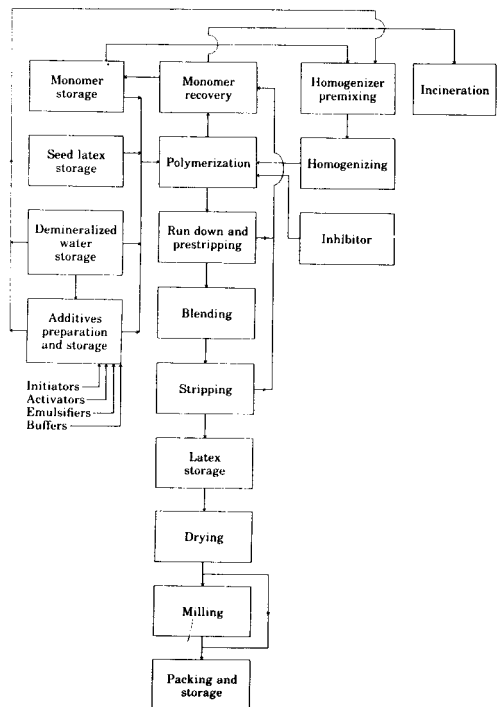 Monomer
storage
Monomer
recovery
Homogenizer
premixing
Incineration
Seed latex
storage
Polymerization
Homogenizing
Demineralized
water
storage
Run down and
prestripping
Inhibitor
Additives
preparation
and storage
Blending
Initiators
Activators
Emulsifiers
Buffers
Stripping
Latex
storage
Drying
Milling
Packing and
storage